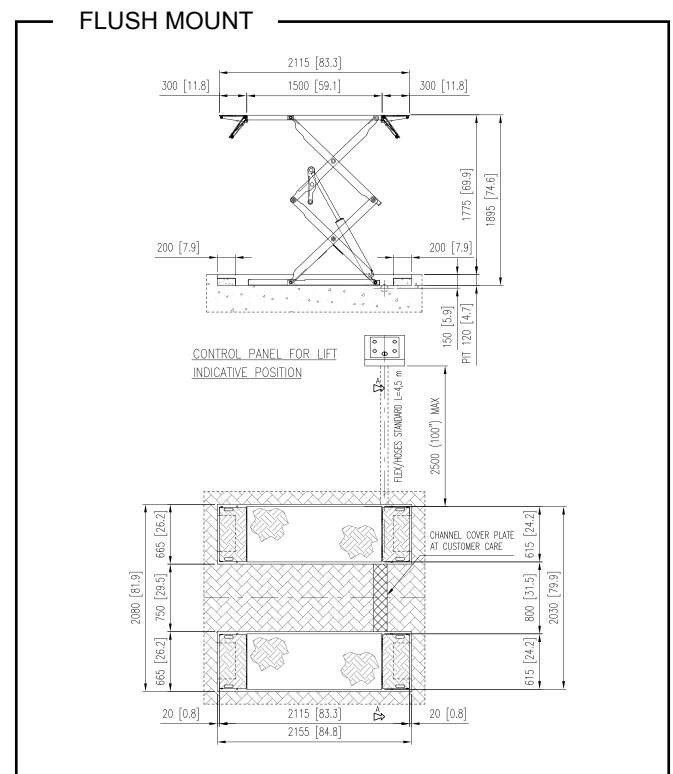 FLUSH MOUNT
2115 [83.3]
300 [11.8]
1500 [59.1]
300 [11.8]
1775 [69.9]
1895 [74.6]
200 [7.9]
200 [7.9]
150 [5.9]
PIT 120 [4.7]
CONTROL PANEL FOR LIFT
INDICATIVE POSITION
A
FLEX/HOSES STANDARD L=4,5 m
2500 (100") MAX
CHANNEL COVER PLATE
AT CUSTOMER CARE
2080 [81.9]
665 [26.2]
750 [29.5]
665 [26.2]
615 [24.2]
800 [31.5]
615 [24.2]
2030 [79.9]
20 [0.8]
2115 [83.3]
A
20 [0.8]
2155 [84.8]